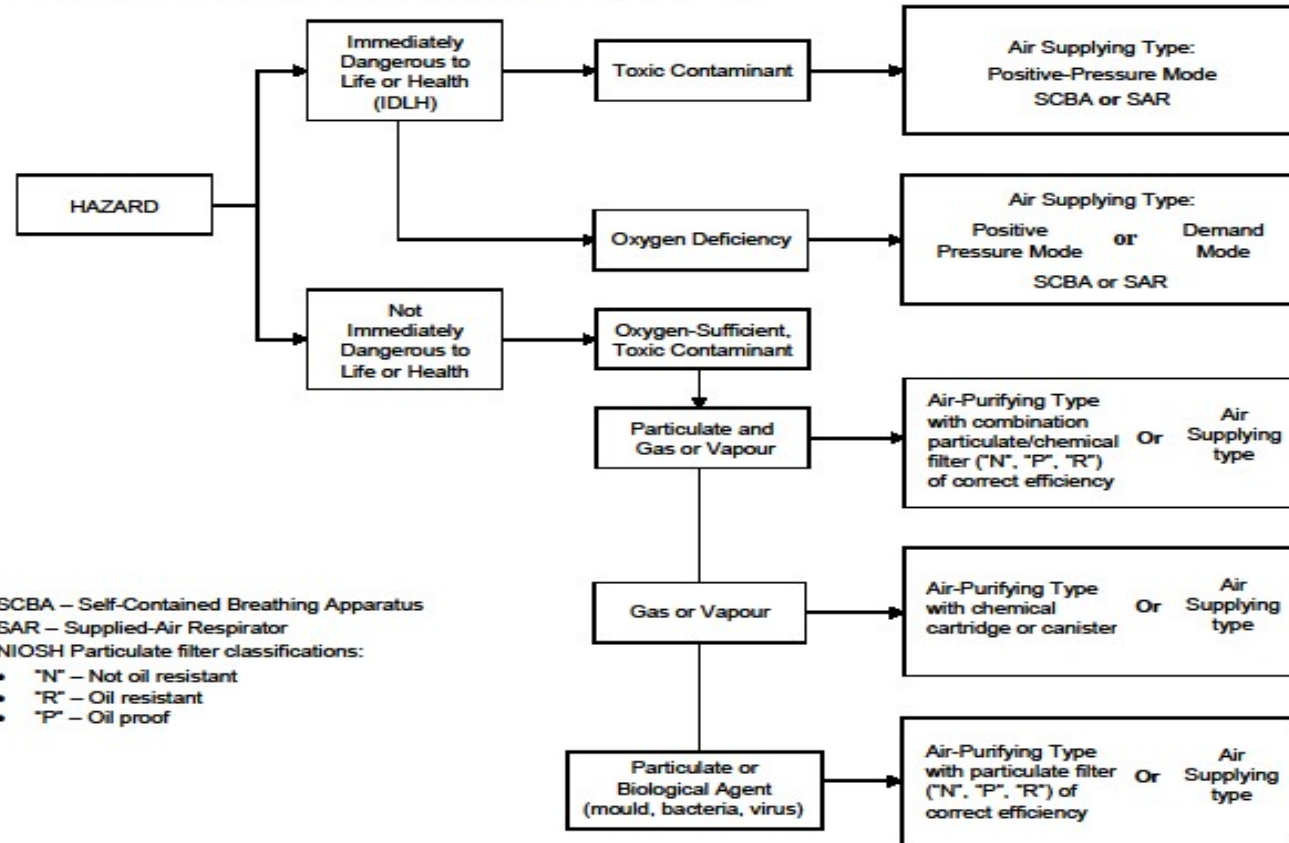 Immediately
Dangerous to
Life or Health
(IDLH)
Toxic Contaminant
Air Supplying Type:
Positive-Pressure Mode
SCBA or SAR
HAZARD
Oxygen Deficiency
Air Supplying Type:
Positive Pressure Mode or Demand Mode
SCBA or SAR
Not
Immediately
Dangerous to
Life or Health
Oxygen-Sufficient,
Toxic Contaminant
Particulate and
Gas or Vapour
Air-Purifying Type
with combination
particulate/chemical
filter ("N", "P", "R")
of correct efficiency
Or
Air
Supplying
type
SCBA – Self-Contained Breathing Apparatus
SAR – Supplied-Air Respirator
NIOSH Particulate filter classifications:
• "N" – Not oil resistant
• "R" – Oil resistant
• "P" – Oil proof
Gas or Vapour
Air-Purifying Type
with chemical
cartridge or canister
Or
Air
Supplying
type
Particulate or
Biological Agent
(mould, bacteria, virus)
Air-Purifying Type
with particulate filter
("N", "P", "R") of
correct efficiency
Or
Air
Supplying
type